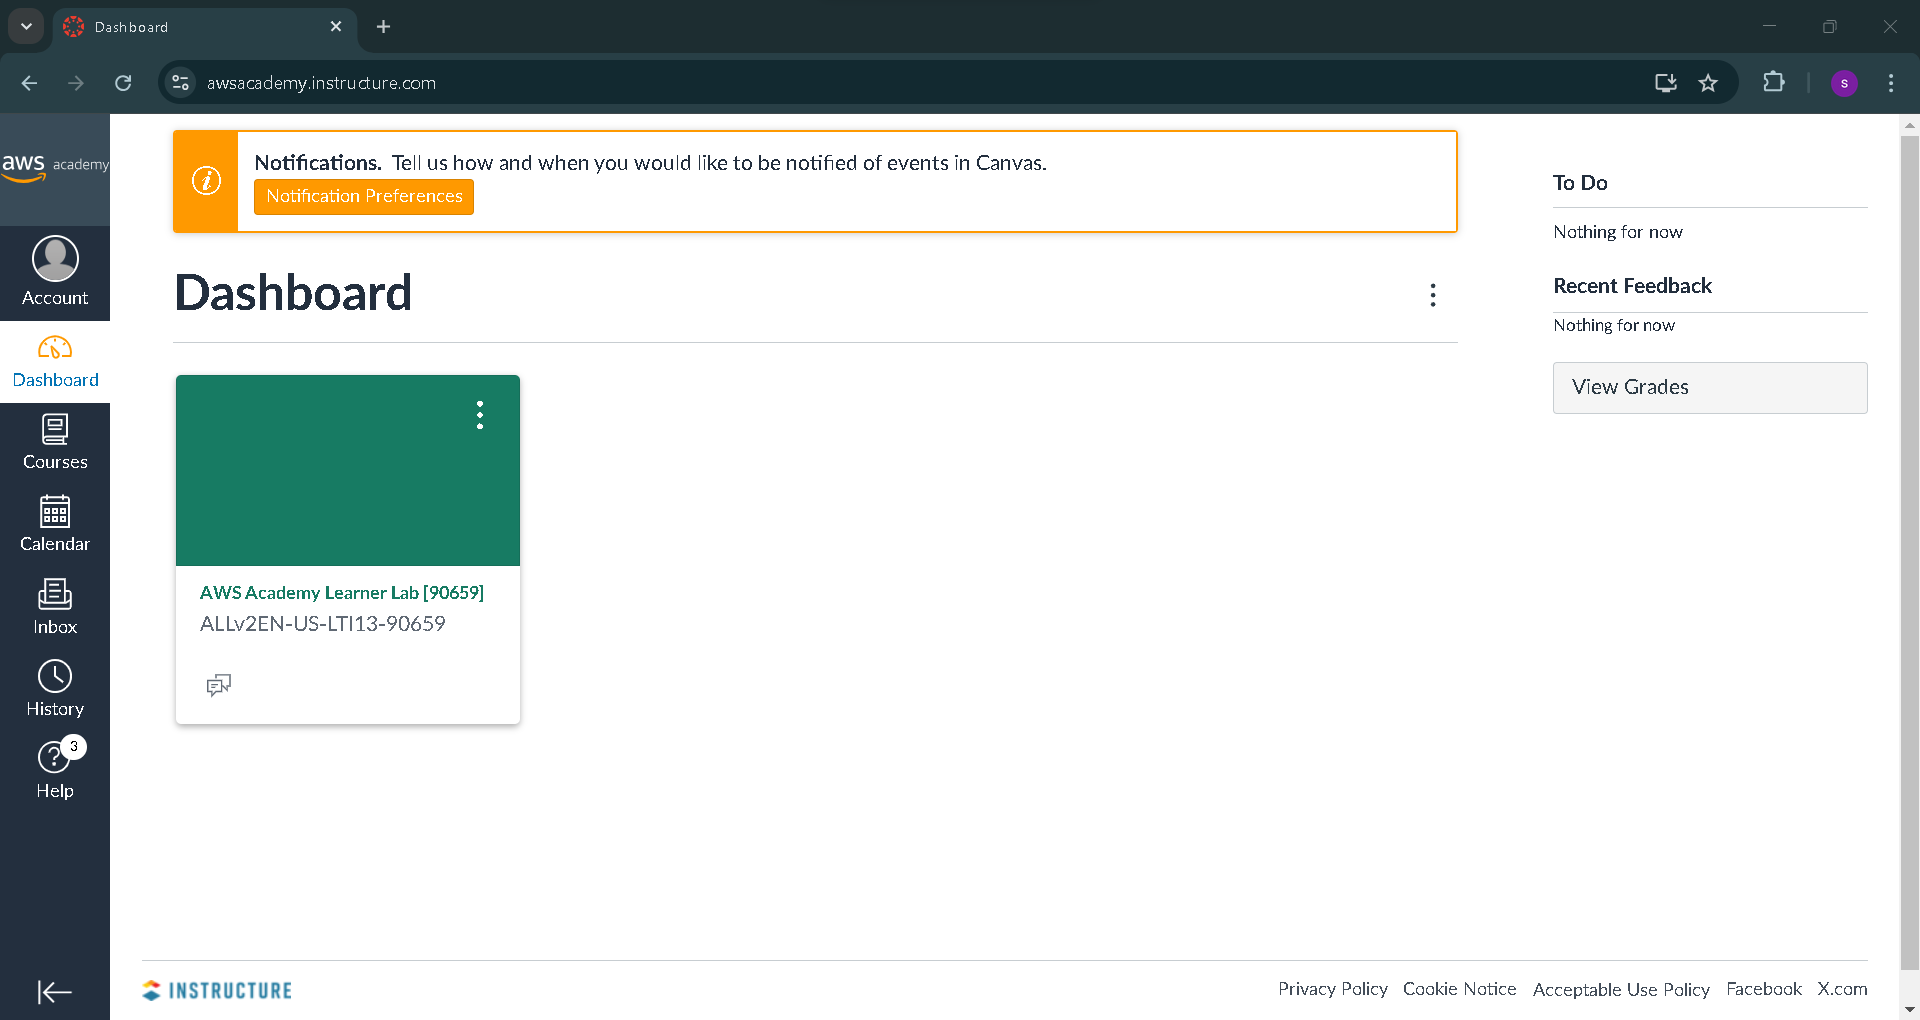 Dashboard
awsacademy.instructure.com
S
aws academy
Account
Dashboard
Courses
Calendar
Inbox
History
3
Help
Notifications. Tell us how and when you would like to be notified of events in Canvas.
Notification Preferences
Dashboard
AWS Academy Learner Lab [90659]
ALLv2EN-US-LTI13-90659
To Do
Nothing for now
Recent Feedback
Nothing for now
View Grades
INSTRUCTURE
Privacy Policy Cookie Notice Acceptable Use Policy Facebook X.com